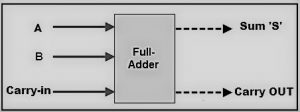 A
B
Carry-in
Full-
Adder
Sum 'S'
Carry OUT